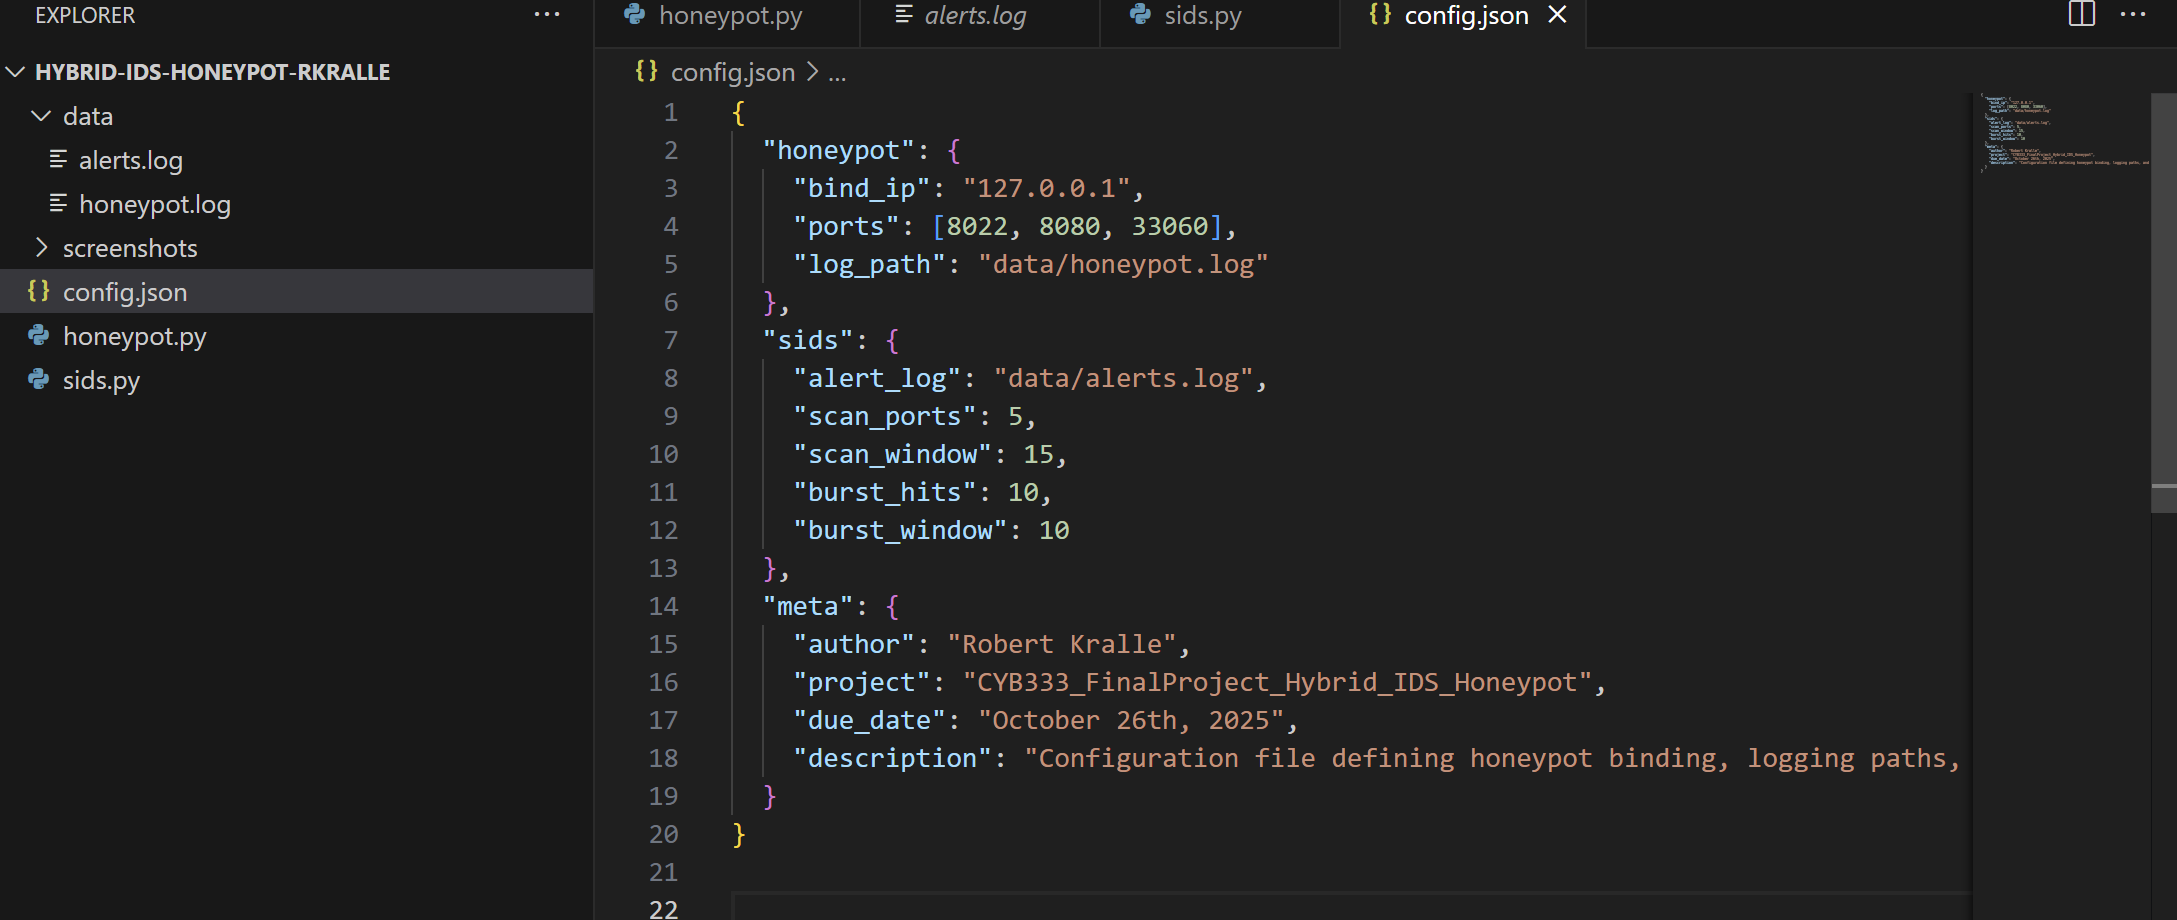 EXPLORER
HYBRID-IDS-HONEYPOT-RKRALLE
data
alerts.log
honeypot.log
screenshots
config.json
honeypot.py
sids.py
honeypot.py alerts.log sids.py config.json
config.json > ...
1 {
2 "honeypot": {
3 "bind_ip": "127.0.0.1",
4 "ports": [8022, 8080, 33060],
5 "log_path": "data/honeypot.log"
6 },
7 "sids": {
8 "alert_log": "data/alerts.log",
9 "scan_ports": 5,
10 "scan_window": 15,
11 "burst_hits": 10,
12 "burst_window": 10
13 },
14 "meta": {
15 "author": "Robert Kralle",
16 "project": "CYB333_FinalProject_Hybrid_IDS_Honeypot",
17 "due_date": "October 26th, 2025",
18 "description": "Configuration file defining honeypot binding, logging paths,
19 }
20 }
21
22